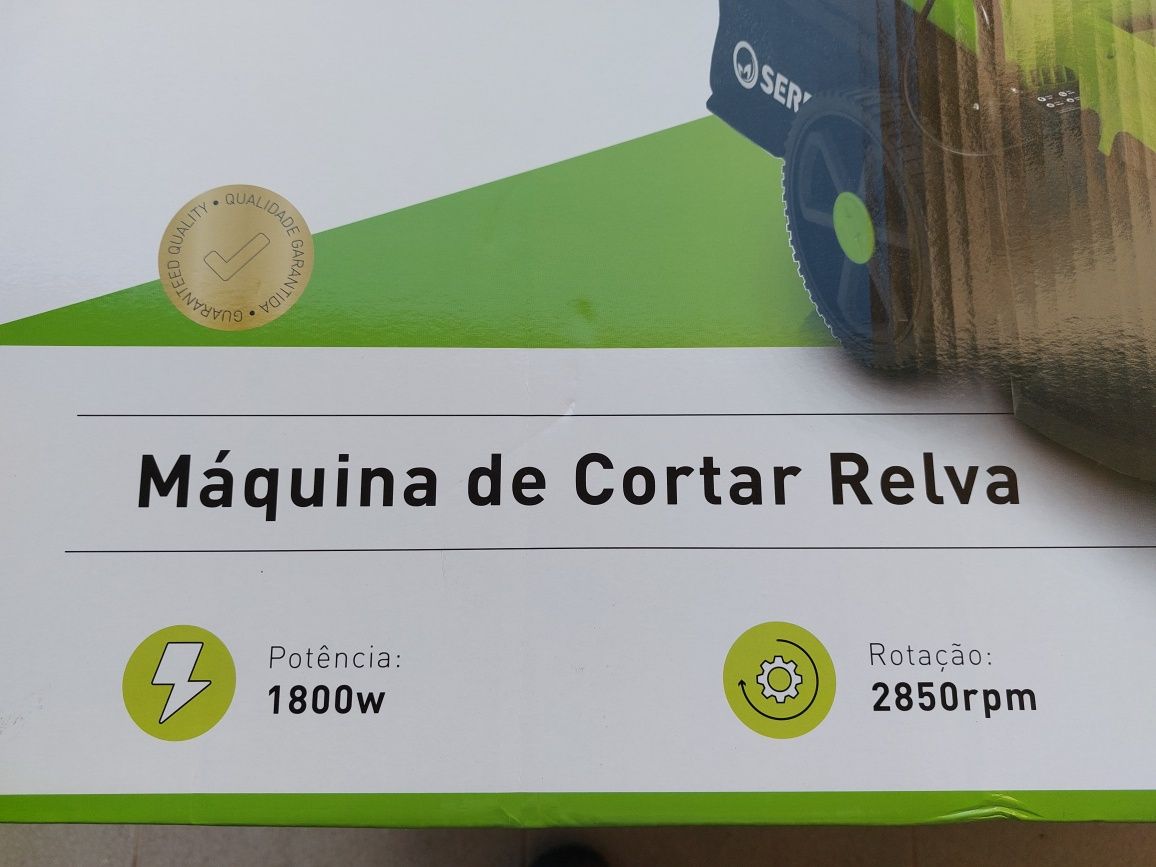 QUALIDADE GARANTIDA • GUARANTEED QUALITY •
Máquina de Cortar Relva
Potência:
1800w
Rotação:
2850rpm